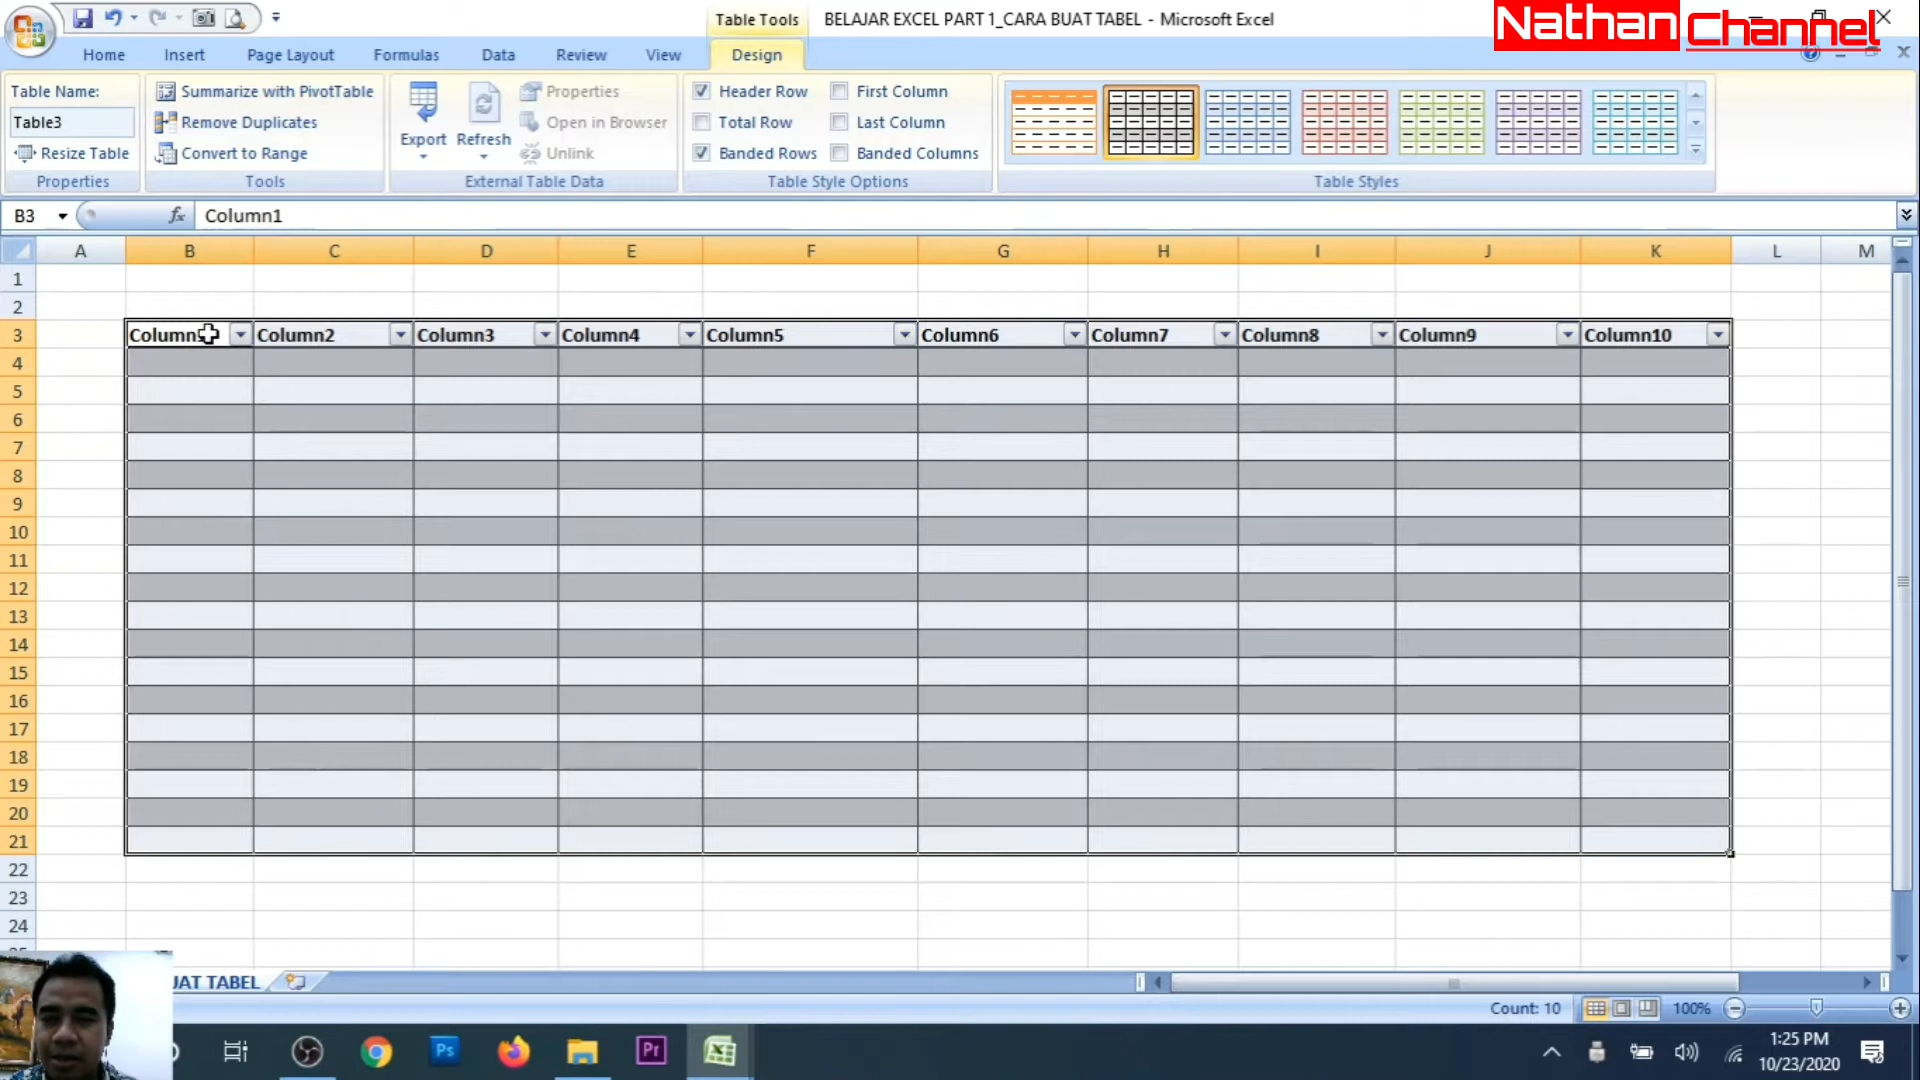 Table Tools
BELAJAR EXCEL PART 1_CARA BUAT TABEL - Microsoft Excel
Nathan Channel
Home Insert Page Layout Formulas Data Review View Design
Table Name:
Table3
Resize Table
Properties
Summarize with PivotTable
Remove Duplicates
Convert to Range
Tools
Export
Refresh
Properties
Open in Browser
Unlink
External Table Data
Header Row
Total Row
Banded Rows
First Column
Last Column
Banded Columns
Table Style Options
Table Styles
B3 fx Column1
A B C D E F G H I J K L M
1
2
3 Column Column2 Column3 Column4 Column5 Column6 Column7 Column8 Column9 Column10
4
5
6
7
8
9
10
11
12
13
14
15
16
17
18
19
20
21
22
23
24
UAT TABEL
Count: 10 100%
Ps Pr
1:25 PM
10/23/2020